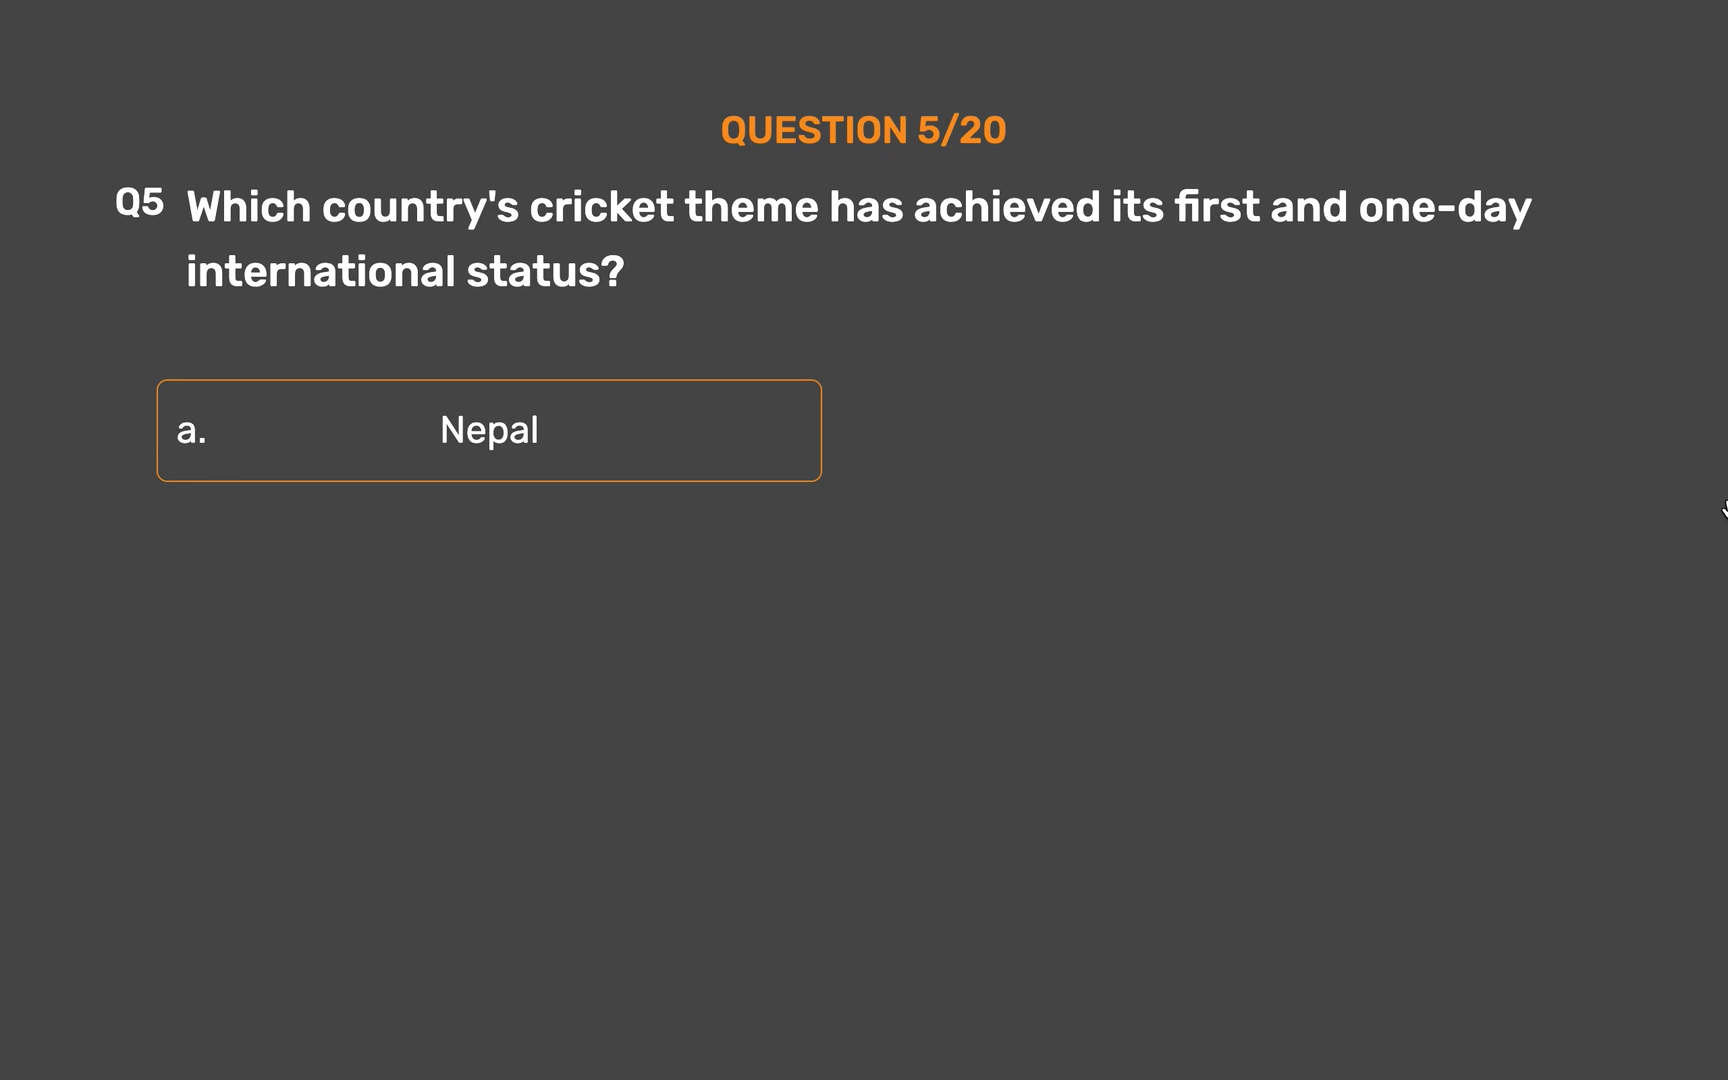 QUESTION 5/20
Q5 Which country's cricket theme has achieved its first and one-day
international status?
a. Nepal